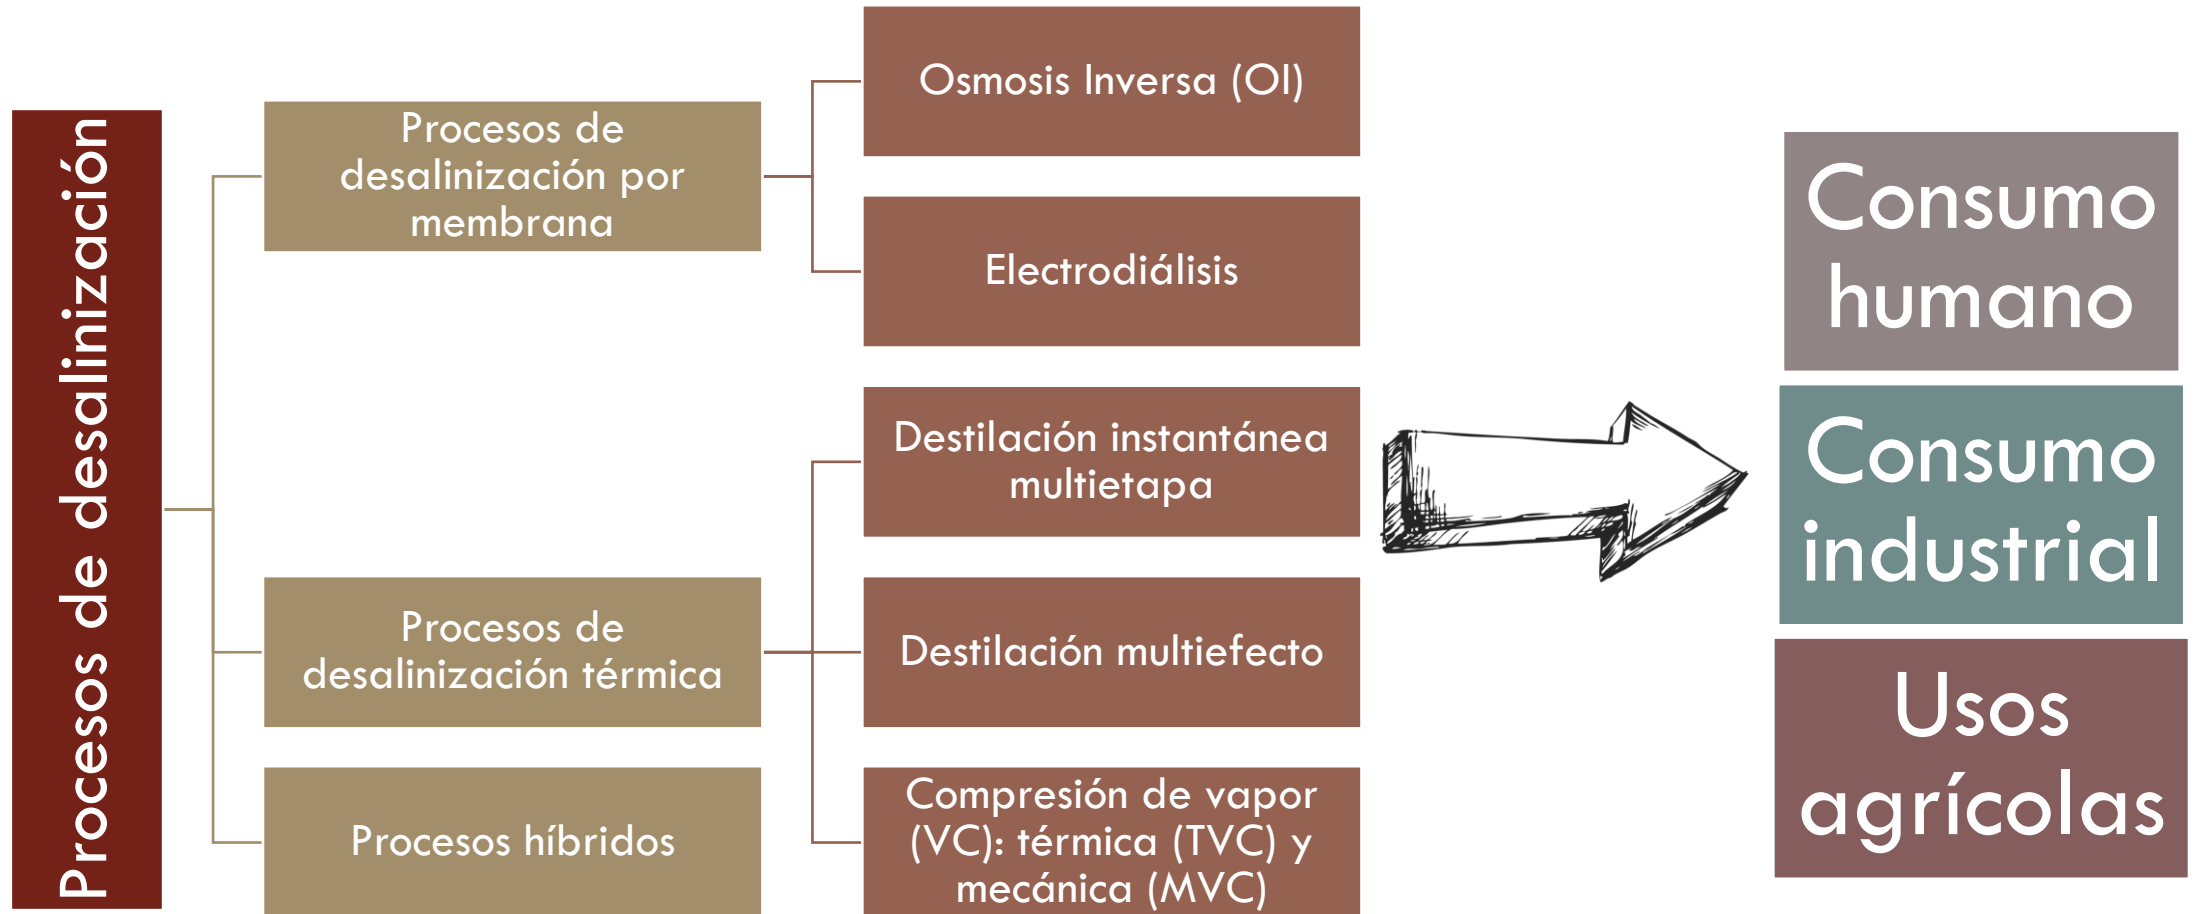 Procesos de desalinización
Procesos de
desalinización por
membrana
Osmosis Inversa (OI)
Electrodiálisis
Procesos de
desalinización térmica
Destilación instantánea
multietapa
Destilación multiefecto
Compresión de vapor
(VC): térmica (TVC) y
mecánica (MVC)
Procesos híbridos
Consumo
humano
Consumo
industrial
Usos
agrícolas